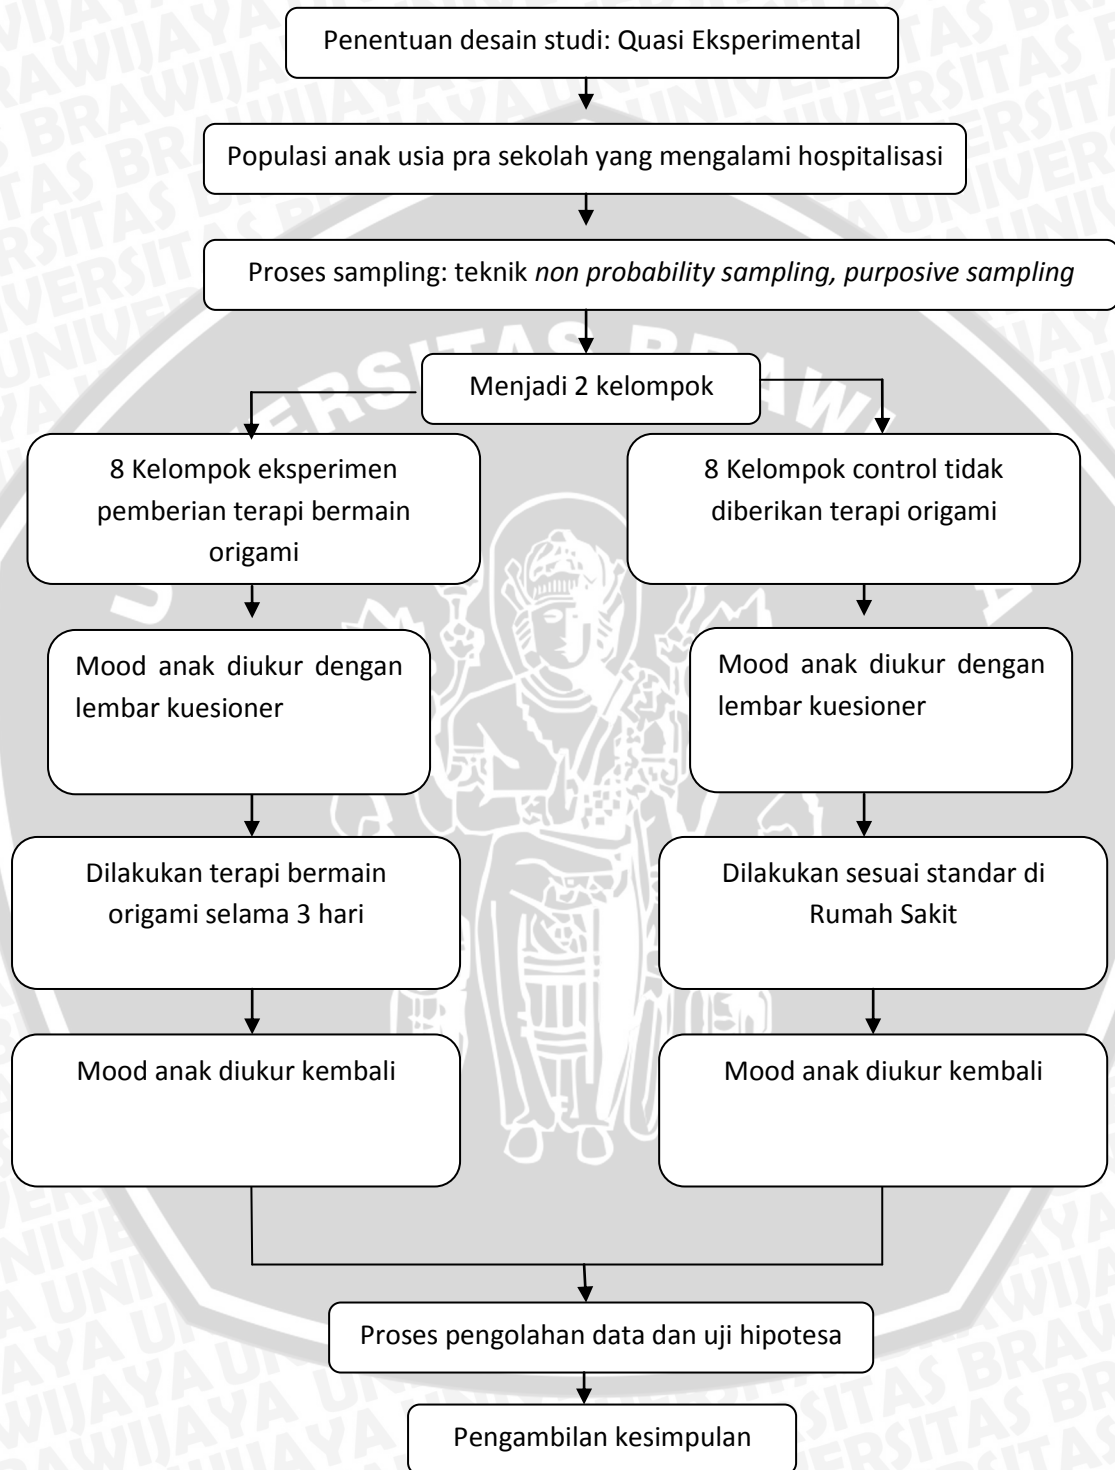 Penentuan desain studi: Quasi Eksperimental
Populasi anak usia pra sekolah yang mengalami hospitalisasi
Proses sampling: teknik non probability sampling, purposive sampling
Menjadi 2 kelompok
8 Kelompok eksperimen
pemberian terapi bermain
origami
8 Kelompok control tidak
diberikan terapi origami
Mood anak diukur dengan
lembar kuesioner
Mood anak diukur dengan
lembar kuesioner
Dilakukan terapi bermain
origami selama 3 hari
Dilakukan sesuai standar di
Rumah Sakit
Mood anak diukur kembali
Mood anak diukur kembali
Proses pengolahan data dan uji hipotesa
Pengambilan kesimpulan